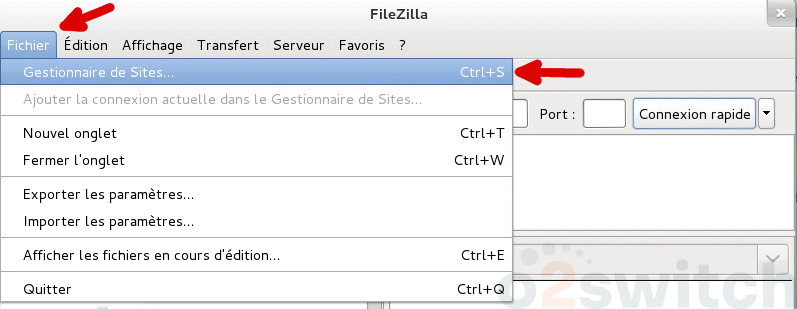 FileZilla
Fichier Édition Affichage Transfert Serveur Favoris ?
Gestionnaire de Sites... Ctrl+S
Ajouter la connexion actuelle dans le Gestionnaire de Sites...
Port : Connexion rapide
Nouvel onglet Ctrl+T
Fermer l'onglet Ctrl+W
Exporter les paramètres...
Importer les paramètres...
Afficher les fichiers en cours d'édition... Ctrl+E
Quitter Ctrl+Q
o2switch